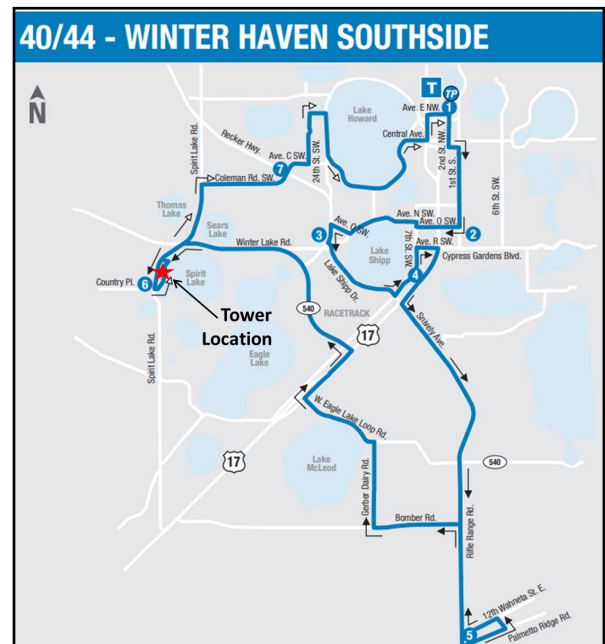 40/44 - WINTER HAVEN SOUTHSIDE
N
T
TP
Ave. E NW.
1
Lake
Howard
Central Ave.
2nd St. NW.
1st St. S.
6th St. SW.
Spirit Lake Rd.
Recker Hwy.
24th St. SW.
Ave. C SW.
7
Coleman Rd. SW.
Thomas
Lake
Sears
Lake
Ave. N SW.
Ave. O SW.
Ave. O SW.
2
3
Winter Lake Rd.
Lake
Shipp
7th St. SW.
Ave. R SW.
Cypress Gardens Blvd.
4
Lake Shipp Dr.
Country Pl.
6
Spirit
Lake
Tower
Location
540
RACETRACK
17
Snively Ave.
Spirit Lake Rd.
Eagle
Lake
W. Eagle Lake Loop Rd.
17
Lake
McLeod
540
Gerber Dairy Rd.
Bomber Rd.
Rifle Range Rd.
12th Wahneta St. E.
5
Palmetto Ridge Rd.